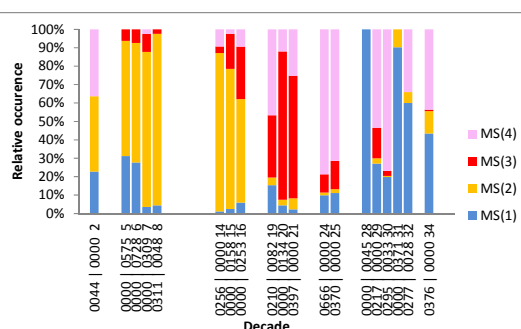 100%
90%
80%
70%
60%
50%
40%
30%
20%
10%
0%
Relative occurence
0044 | 0000 2
0000 | 0575 5
0000 | 0728 6
0000 | 0309 7
0311 | 0048 8
0256 | 0000 14
0000 | 0158 15
0000 | 0253 16
0210 | 0082 19
0000 | 0134 20
0397 | 0000 21
0666 | 0000 24
0370 | 0000 25
0000 | 0045 28
0217 | 0000 29
0295 | 0033 30
0000 | 0371 31
0277 | 0028 32
0376 | 0000 34
Decade
MS(4)
MS(3)
MS(2)
MS(1)